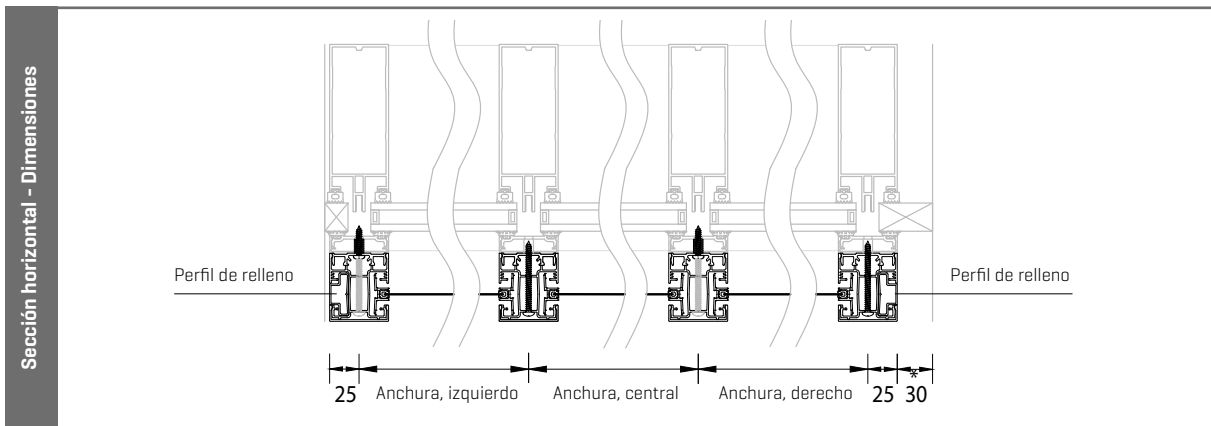 Sección horizontal - Dimensiones
Perfil de relleno
Perfil de relleno
25 Anchura, izquierdo Anchura, central Anchura, derecho 25 *30